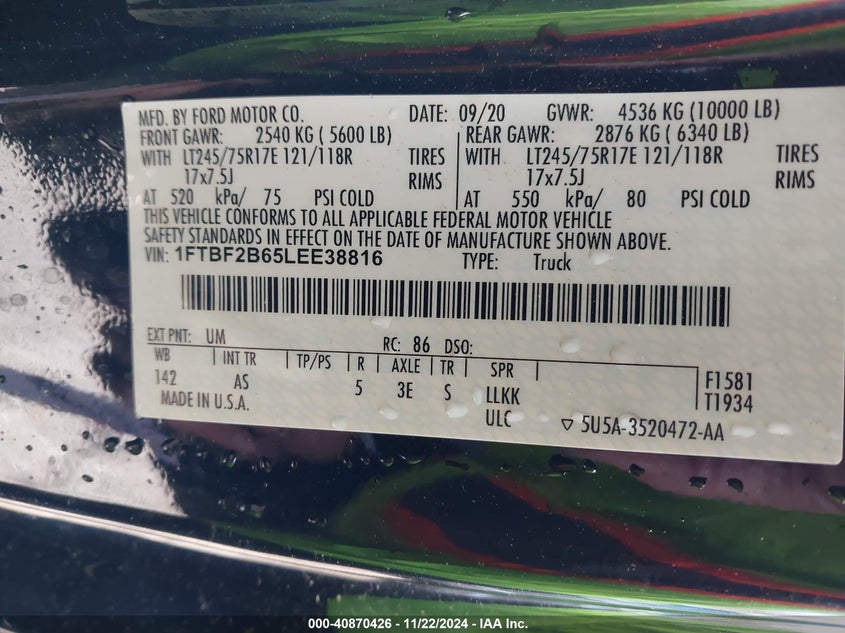 MFD. BY FORD MOTOR CO. DATE: 09/20 GVWR: 4536 KG (10000 LB)
FRONT GAWR: 2540 KG ( 5600 LB) REAR GAWR: 2876 KG ( 6340 LB)
WITH LT245/75R17E 121/118R TIRES WITH LT245/75R17E 121/118R TIRES
17x7.5J RIMS 17x7.5J RIMS
AT 520 kPa/ 75 PSI COLD AT 550 kPa/ 80 PSI COLD
THIS VEHICLE CONFORMS TO ALL APPLICABLE FEDERAL MOTOR VEHICLE
SAFETY STANDARDS IN EFFECT ON THE DATE OF MANUFACTURE SHOWN ABOVE.
VIN: 1FTBF2B65LEE38816 TYPE: Truck
EXT PNT: UM RC: 86 DSO:
WB INT TR TP/PS R AXLE TR SPR
142 AS 5 3E S LLKK F1581
MADE IN U.S.A. ULC ▽ 5U5A-3520472-AA T1934
000-40870426 - 11/22/2024 - IAA Inc.